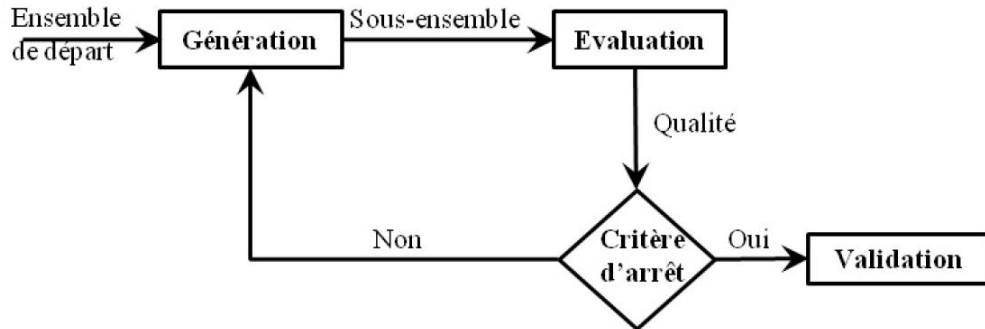 Ensemble
de départ
Génération
Sous-ensemble
Evaluation
Qualité
Critère
d'arrêt
Non
Oui
Validation